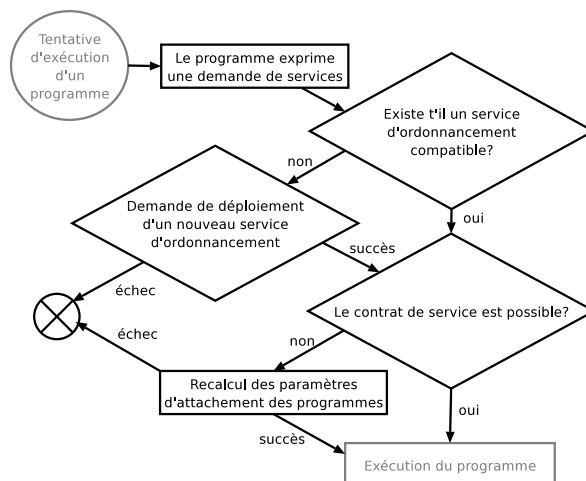 Tentative
d'exécution
d'un
programme
Le programme exprime
une demande de services
Existe t'il un service
d'ordonnancement
compatible?
non
Demande de déploiement
d'un nouveau service
d'ordonnancement
oui
succès
échec
Le contrat de service est possible?
échec
non
Recalcul des paramètres
d'attachement des programmes
oui
succès
Exécution du programme